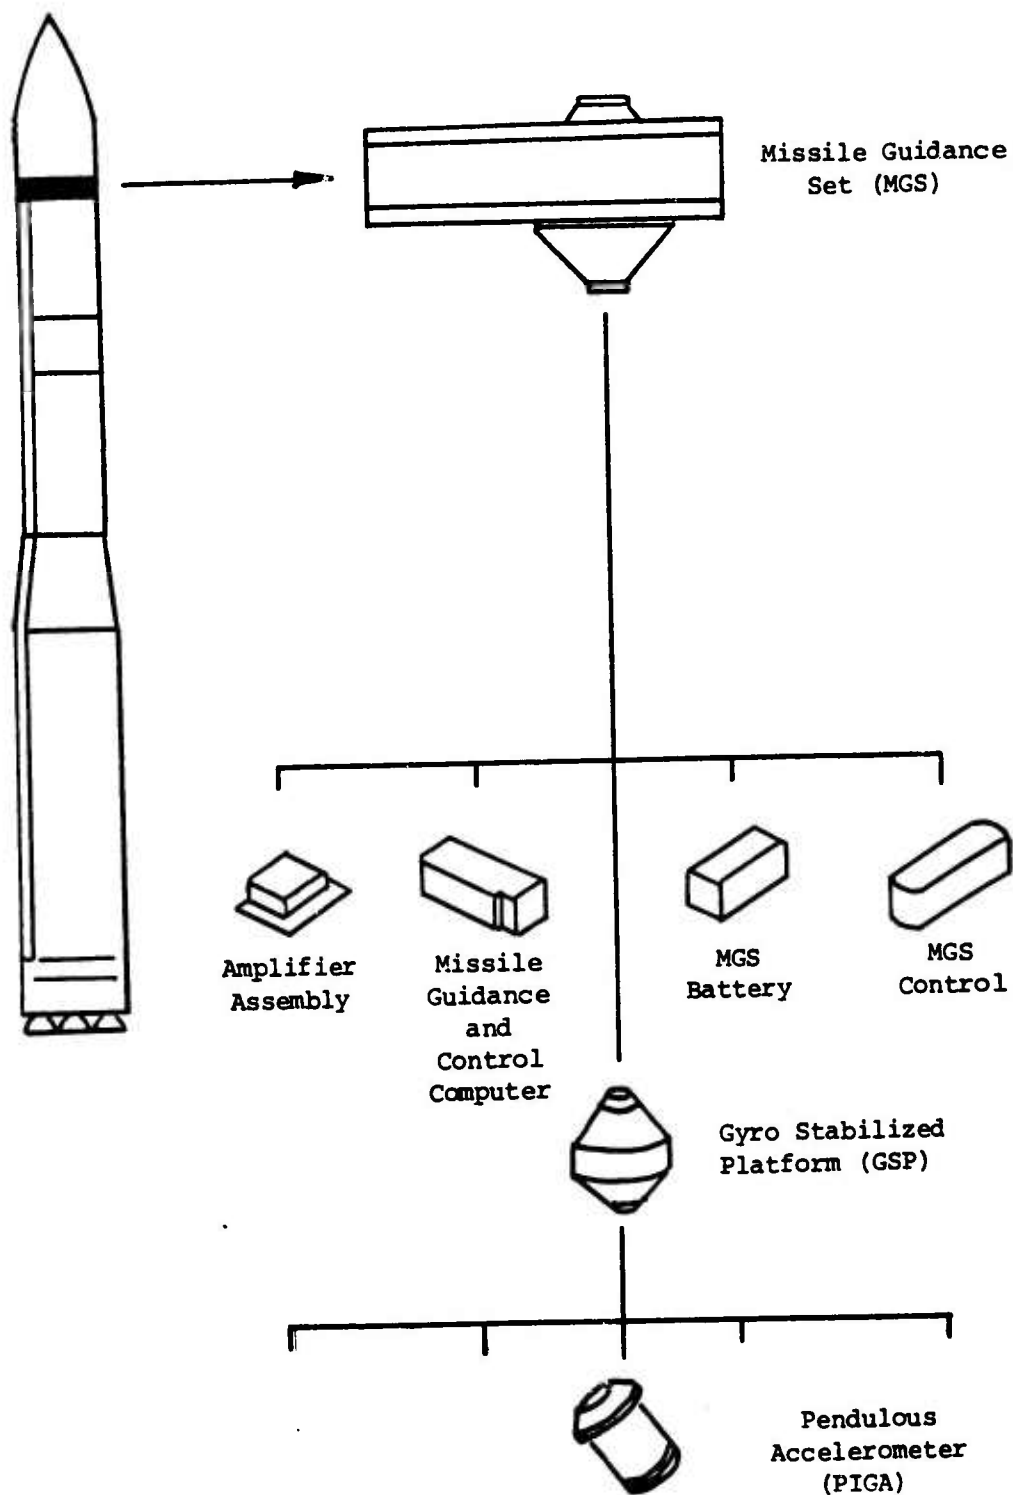 Missile Guidance
Set (MGS)
Amplifier
Assembly
Missile
Guidance
and
Control
Computer
MGS
Battery
MGS
Control
Gyro Stabilized
Platform (GSP)
Pendulous
Accelerometer
(PIGA)